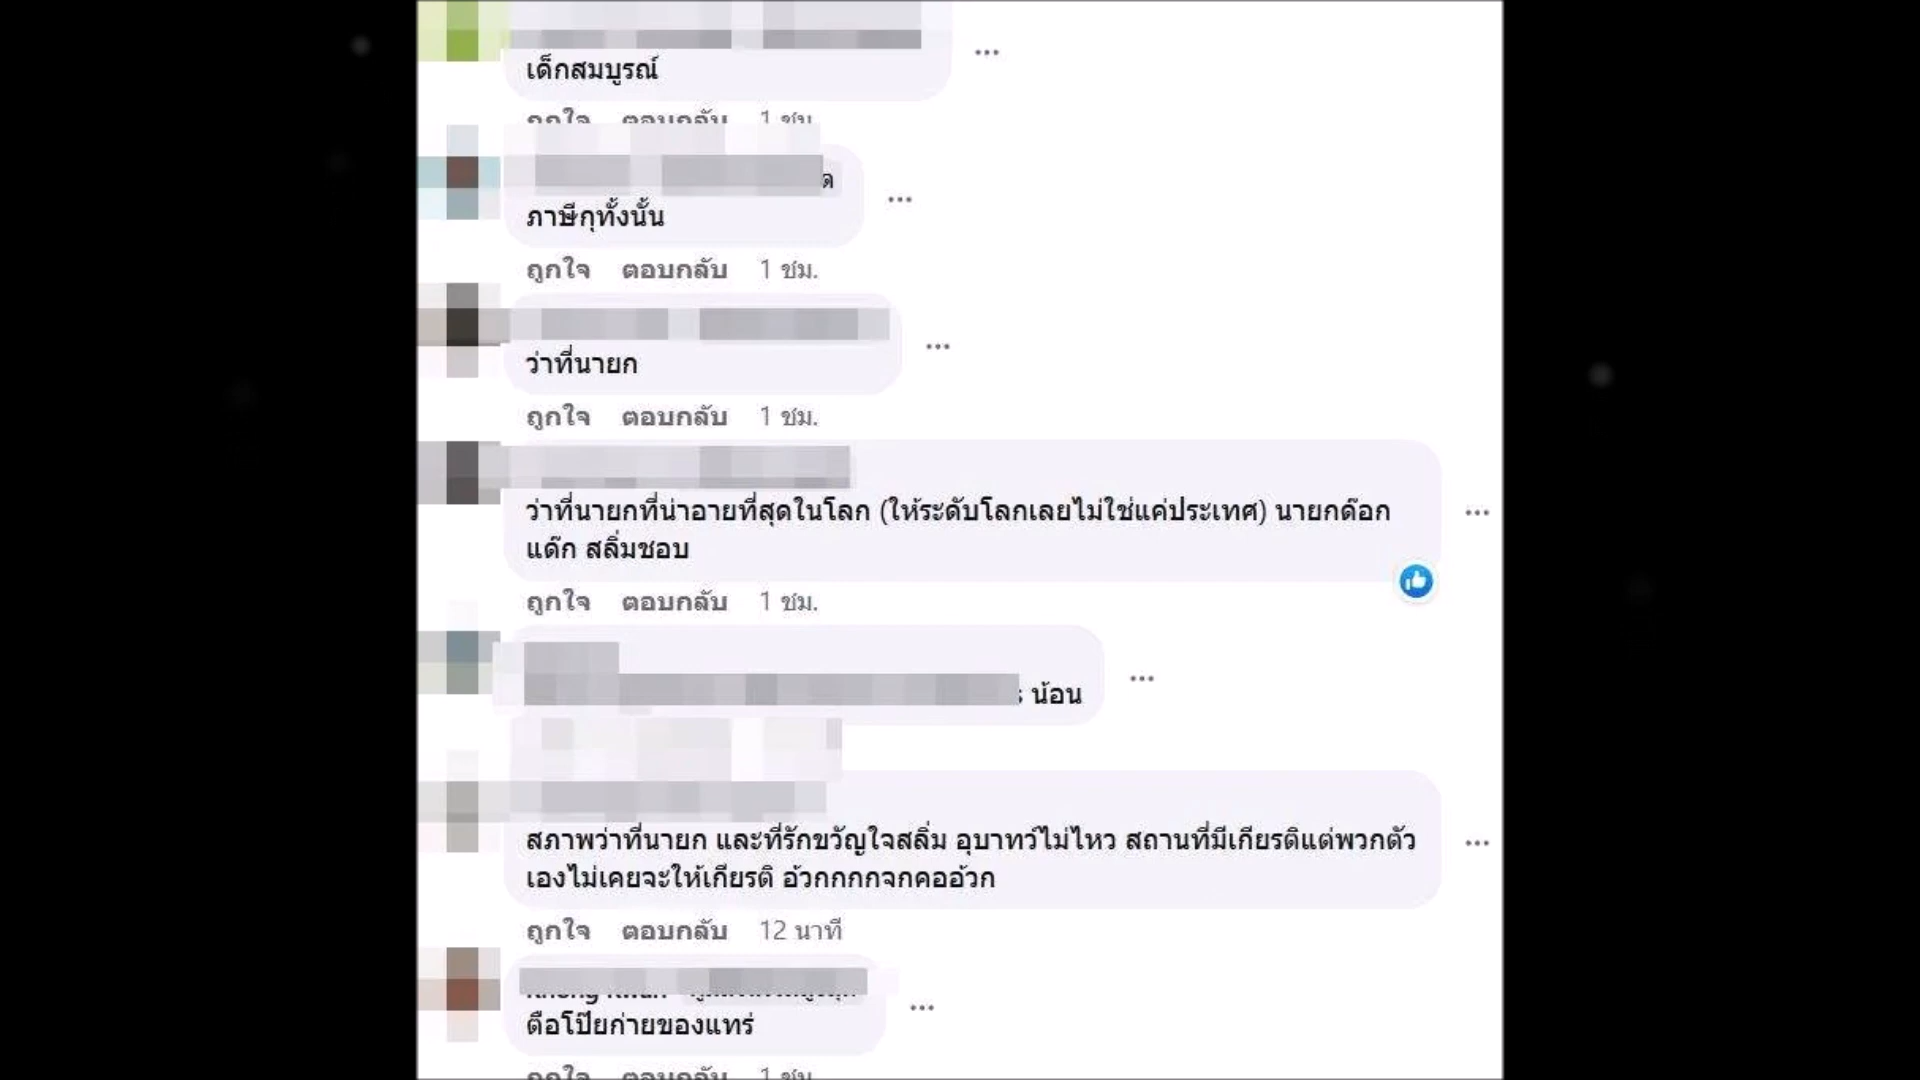 เด็กสมบูรณ์
ถูกใจ ตอบกลับ 1 ชม.
ภาษีกุทั้งนั้น
ถูกใจ ตอบกลับ 1 ชม.
ว่าที่นายก
ถูกใจ ตอบกลับ 1 ชม.
ว่าที่นายกที่น่าอายที่สุดในโลก (ให้ระดับโลกเลยไม่ใช่แค่ประเทศ) นายกด๊อก
แด๊ก สลิ่มชอบ
ถูกใจ ตอบกลับ 1 ชม.
น้อน
สภาพว่าที่นายก และที่รักขวัญใจสลิ่ม อุบาทว์ไม่ไหว สถานที่มีเกียรติแต่พวกตัว
เองไม่เคยจะให้เกียรติ อ้วกกกกจกคออ้วก
ถูกใจ ตอบกลับ 12 นาที
ตือโป๊ยก่ายของแทร่
ถูกใจ ตอบกลับ 1 ชม.